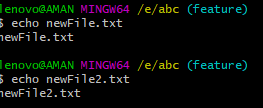 lenovo@AMAN MINGW64 /e/abc (feature)
$ echo newFile.txt
newFile.txt
lenovo@AMAN MINGW64 /e/abc (feature)
$ echo newFile2.txt
newFile2.txt